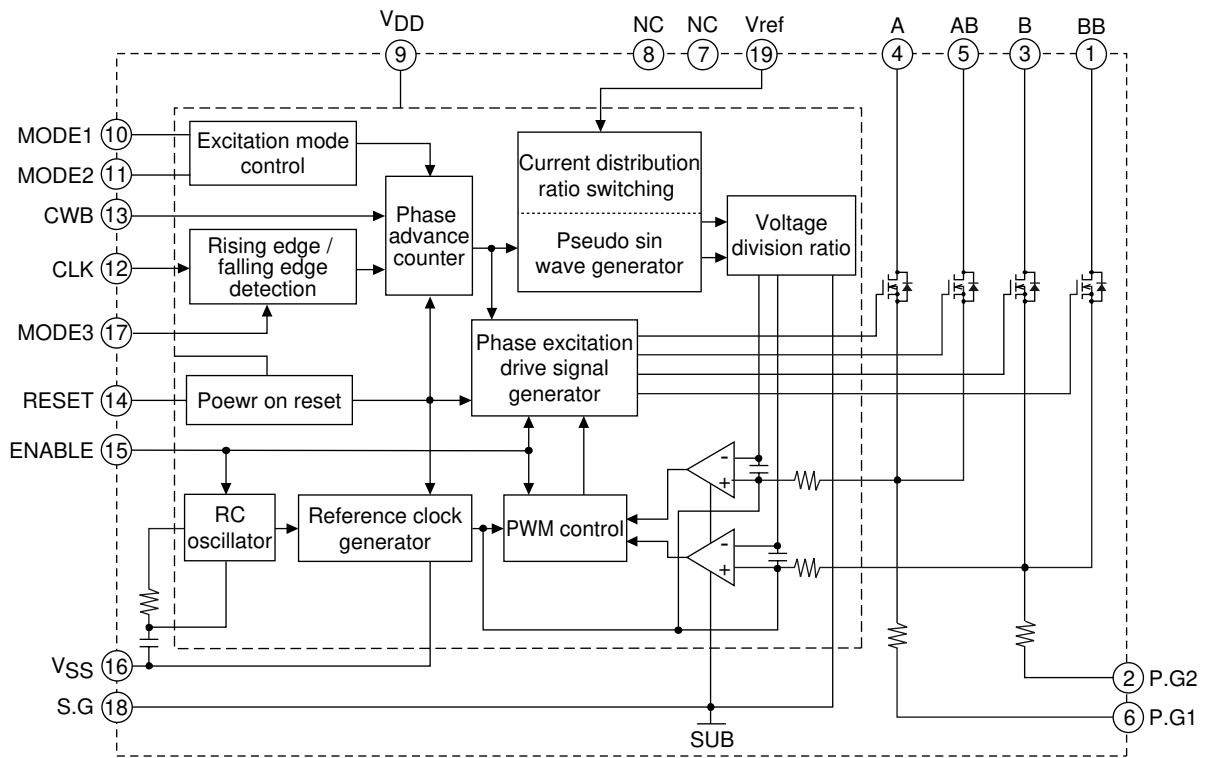 VDD
NC
NC
Vref
A
AB
B
BB
9
8
7
19
4
5
3
1
MODE1
10
MODE2
11
CWB
13
CLK
12
MODE3
17
RESET
14
ENABLE
15
VSS
16
S.G
18
Excitation mode
control
Phase
advance
counter
Rising edge /
falling edge
detection
Current distribution
ratio switching
Pseudo sin
wave generator
Voltage
division ratio
Phase excitation
drive signal
generator
Poewr on reset
RC
oscillator
Reference clock
generator
PWM control
-
+
-
+
2
P.G2
6
P.G1
SUB